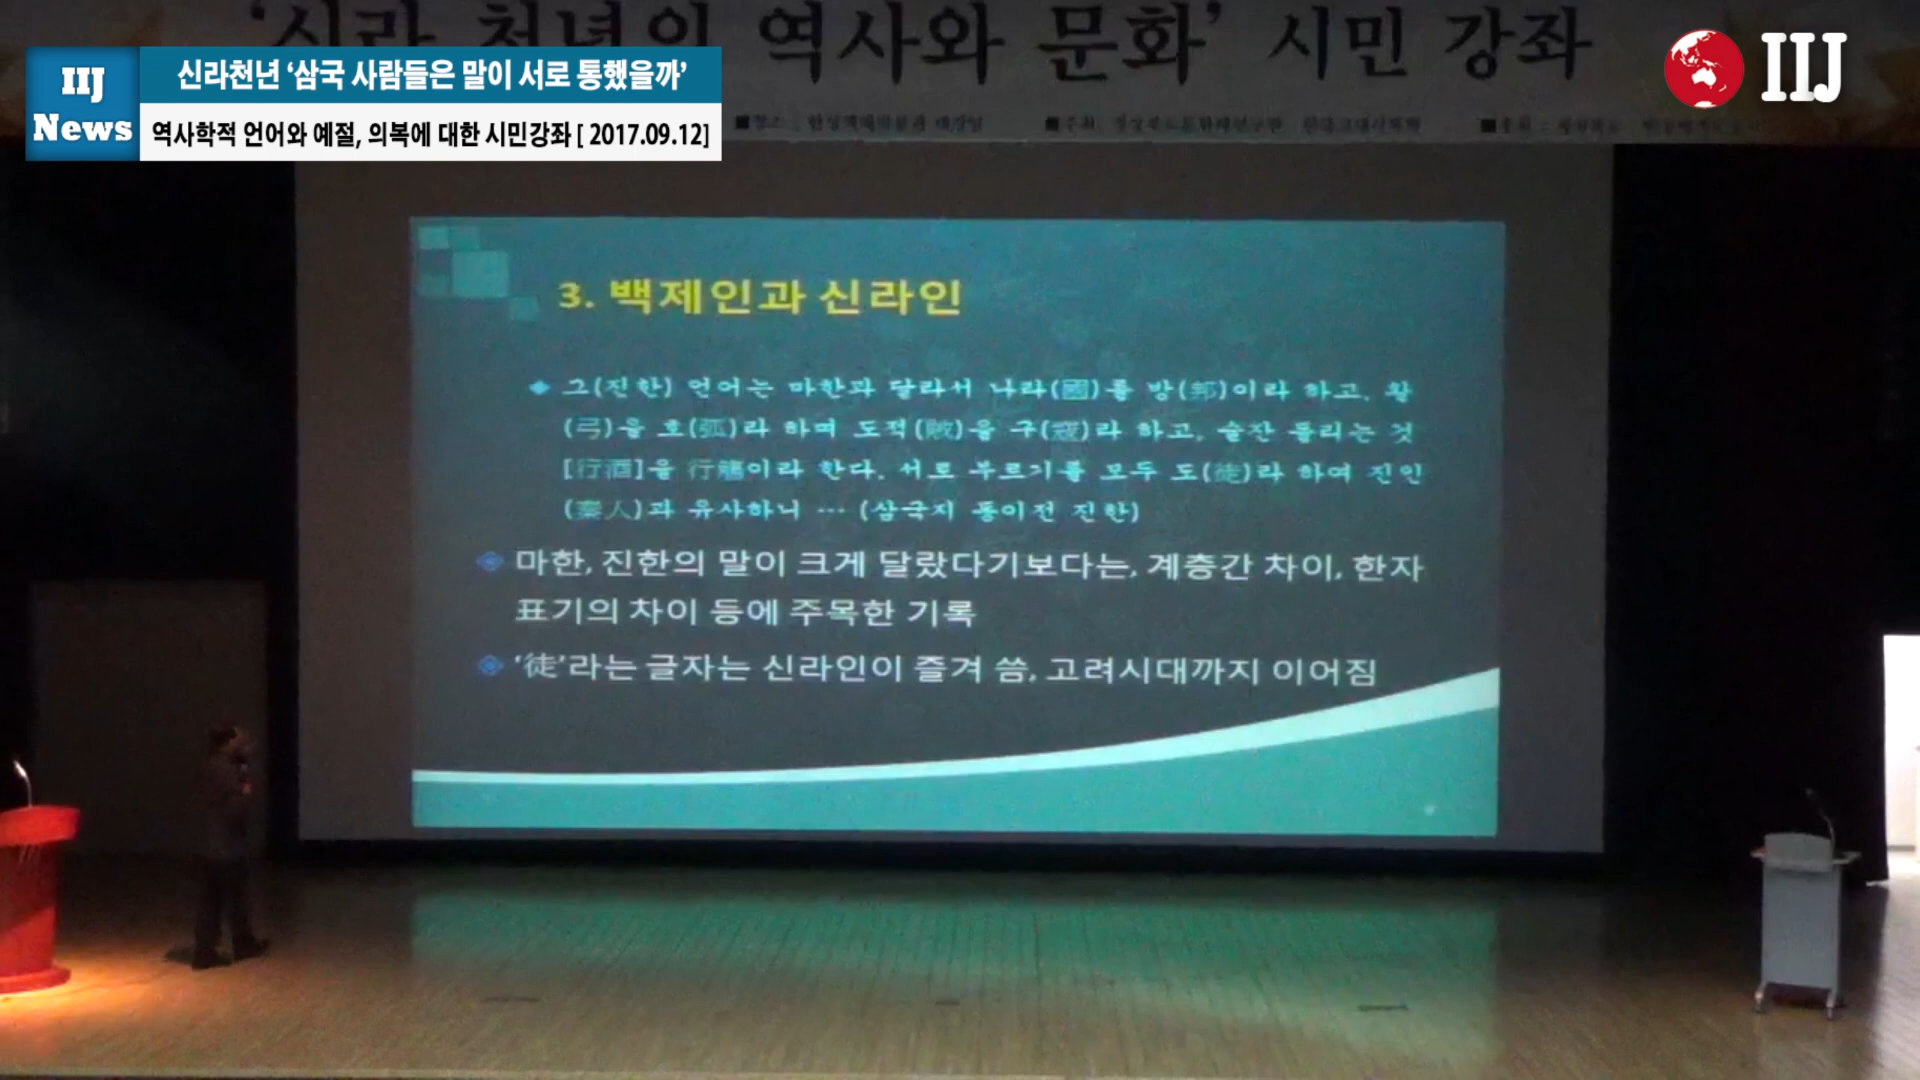 ‘신라 천년의 역사와 문화’ 시민 강좌
IIJ
News
신라천년 ‘삼국 사람들은 말이 서로 통했을까’
역사학적 언어와 예절, 의복에 대한 시민강좌 [ 2017.09.12]
IIJ
3. 백제인과 신라인
그(진한) 언어는 마한과 달라서 나라(國)를 방(邦)이라 하고, 활
(弓)을 호(弧)라 하며 도적(賊)을 구(寇)라 하고, 술잔 돌리는 것
[行酒]을 行觴이라 한다. 서로 부르기를 모두 도(徒)라 하여 진인
(秦人)과 유사하니 … (삼국지 동이전 진한)
마한, 진한의 말이 크게 달랐다기보다는, 계층간 차이, 한자
표기의 차이 등에 주목한 기록
‘徒’라는 글자는 신라인이 즐겨 씀, 고려시대까지 이어짐